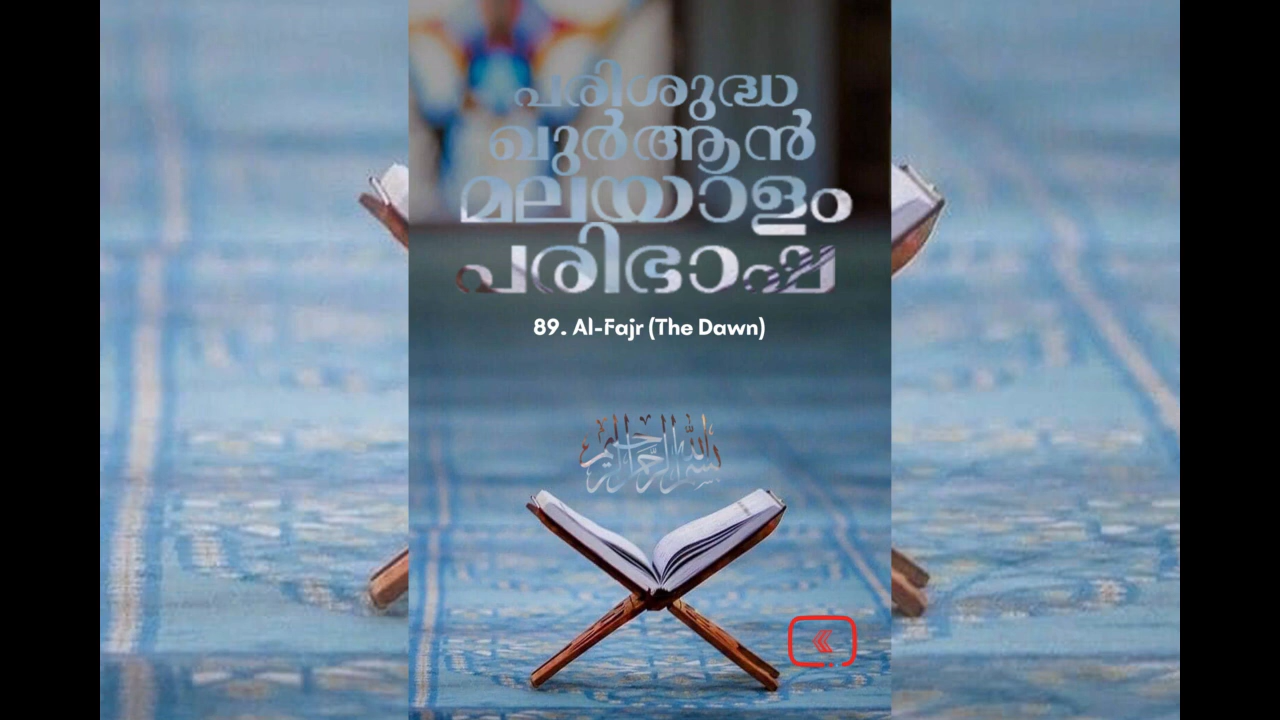 പരിശുദ്ധ
ഖുർആൻ
മലയാളം
പരിഭാഷ
89. Al-Fajr (The Dawn)
بسم الله الرحمن الرحيم